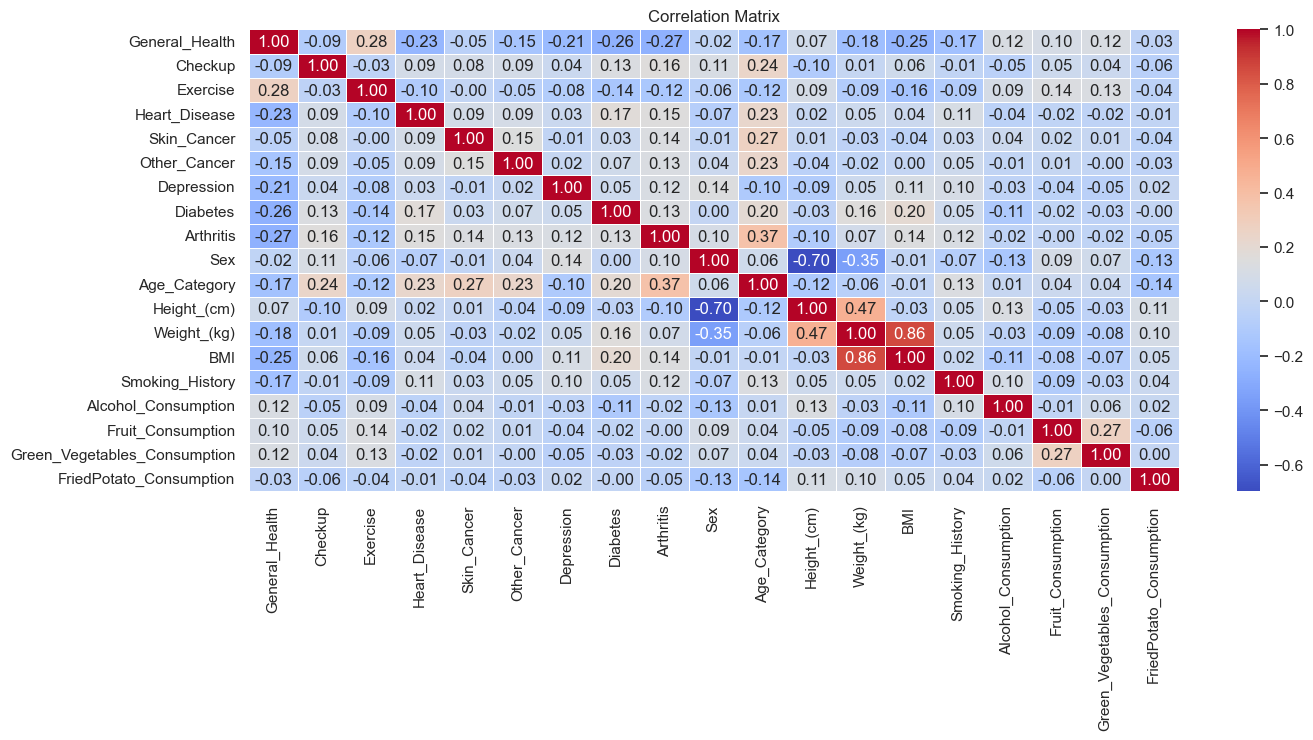 Correlation Matrix
General_Health 1.00 -0.09 0.28 -0.23 -0.05 -0.15 -0.21 -0.26 -0.27 -0.02 -0.17 0.07 -0.18 -0.25 -0.17 0.12 0.10 0.12 -0.03
Checkup -0.09 1.00 -0.03 0.09 0.08 0.09 0.04 0.13 0.16 0.11 0.24 -0.10 0.01 0.06 -0.01 -0.05 0.05 0.04 -0.06
Exercise 0.28 -0.03 1.00 -0.10 -0.00 -0.05 -0.08 -0.14 -0.12 -0.06 -0.12 0.09 -0.09 -0.16 -0.09 0.09 0.14 0.13 -0.04
Heart_Disease -0.23 0.09 -0.10 1.00 0.09 0.09 0.03 0.17 0.15 -0.07 0.23 0.02 0.05 0.04 0.11 -0.04 -0.02 -0.02 -0.01
Skin_Cancer -0.05 0.08 -0.00 0.09 1.00 0.15 -0.01 0.03 0.14 -0.01 0.27 0.01 -0.03 -0.04 0.03 0.04 0.02 0.01 -0.04
Other_Cancer -0.15 0.09 -0.05 0.09 0.15 1.00 0.02 0.07 0.13 0.04 0.23 -0.04 -0.02 0.00 0.05 -0.01 0.01 -0.00 -0.03
Depression -0.21 0.04 -0.08 0.03 -0.01 0.02 1.00 0.05 0.12 0.14 -0.10 -0.09 0.05 0.11 0.10 -0.03 -0.04 -0.05 0.02
Diabetes -0.26 0.13 -0.14 0.17 0.03 0.07 0.05 1.00 0.13 0.00 0.20 -0.03 0.16 0.20 0.05 -0.11 -0.02 -0.03 -0.00
Arthritis -0.27 0.16 -0.12 0.15 0.14 0.13 0.12 0.13 1.00 0.10 0.37 -0.10 0.07 0.14 0.12 -0.02 -0.00 -0.02 -0.05
Sex -0.02 0.11 -0.06 -0.07 -0.01 0.04 0.14 0.00 0.10 1.00 0.06 -0.70 -0.35 -0.01 -0.07 -0.13 0.09 0.07 -0.13
Age_Category -0.17 0.24 -0.12 0.23 0.27 0.23 -0.10 0.20 0.37 0.06 1.00 -0.12 -0.06 -0.01 0.13 0.01 0.04 0.04 -0.14
Height_(cm) 0.07 -0.10 0.09 0.02 0.01 -0.04 -0.09 -0.03 -0.10 -0.70 -0.12 1.00 0.47 -0.03 0.05 0.13 -0.05 -0.03 0.11
Weight_(kg) -0.18 0.01 -0.09 0.05 -0.03 -0.02 0.05 0.16 0.07 -0.35 -0.06 0.47 1.00 0.86 0.05 -0.03 -0.09 -0.08 0.10
BMI -0.25 0.06 -0.16 0.04 -0.04 0.00 0.11 0.20 0.14 -0.01 -0.01 -0.03 0.86 1.00 0.02 -0.11 -0.08 -0.07 0.05
Smoking_History -0.17 -0.01 -0.09 0.11 0.03 0.05 0.10 0.05 0.12 -0.07 0.13 0.05 0.05 0.02 1.00 0.10 -0.09 -0.03 0.04
Alcohol_Consumption 0.12 -0.05 0.09 -0.04 0.04 -0.01 -0.03 -0.11 -0.02 -0.13 0.01 0.13 -0.03 -0.11 0.10 1.00 -0.01 0.06 0.02
Fruit_Consumption 0.10 0.05 0.14 -0.02 0.02 0.01 -0.04 -0.02 -0.00 0.09 0.04 -0.05 -0.09 -0.08 -0.09 -0.01 1.00 0.27 -0.06
Green_Vegetables_Consumption 0.12 0.04 0.13 -0.02 0.01 -0.00 -0.05 -0.03 -0.02 0.07 0.04 -0.03 -0.08 -0.07 -0.03 0.06 0.27 1.00 0.00
FriedPotato_Consumption -0.03 -0.06 -0.04 -0.01 -0.04 -0.03 0.02 -0.00 -0.05 -0.13 -0.14 0.11 0.10 0.05 0.04 0.02 -0.06 0.00 1.00
General_Health
Checkup
Exercise
Heart_Disease
Skin_Cancer
Other_Cancer
Depression
Diabetes
Arthritis
Sex
Age_Category
Height_(cm)
Weight_(kg)
BMI
Smoking_History
Alcohol_Consumption
Fruit_Consumption
Green_Vegetables_Consumption
FriedPotato_Consumption
1.0
0.8
0.6
0.4
0.2
0.0
-0.2
-0.4
-0.6